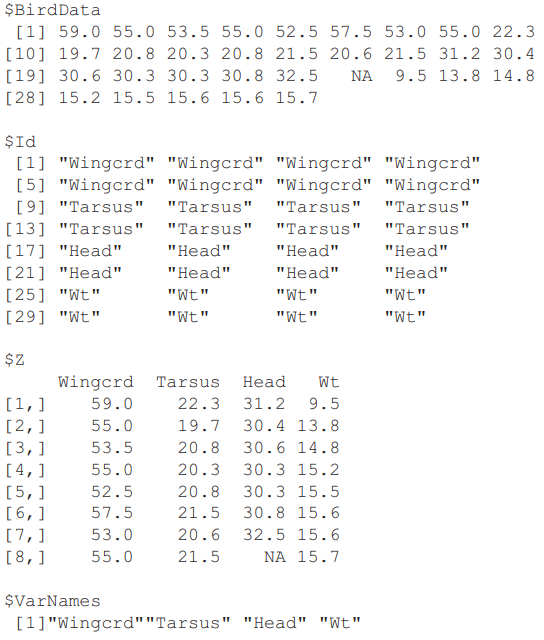 $BirdData
[1] 59.0 55.0 53.5 55.0 52.5 57.5 53.0 55.0 22.3
[10] 19.7 20.8 20.3 20.8 21.5 20.6 21.5 31.2 30.4
[19] 30.6 30.3 30.3 30.8 32.5 NA 9.5 13.8 14.8
[28] 15.2 15.5 15.6 15.6 15.7
$Id
[1] "Wingcrd" "Wingcrd" "Wingcrd" "Wingcrd"
[5] "Wingcrd" "Wingcrd" "Wingcrd" "Wingcrd"
[9] "Tarsus" "Tarsus" "Tarsus" "Tarsus"
[13] "Tarsus" "Tarsus" "Tarsus" "Tarsus"
[17] "Head" "Head" "Head" "Head"
[21] "Head" "Head" "Head" "Head"
[25] "Wt" "Wt" "Wt" "Wt"
[29] "Wt" "Wt" "Wt" "Wt"
$Z
Wingcrd Tarsus Head Wt
[1,] 59.0 22.3 31.2 9.5
[2,] 55.0 19.7 30.4 13.8
[3,] 53.5 20.8 30.6 14.8
[4,] 55.0 20.3 30.3 15.2
[5,] 52.5 20.8 30.3 15.5
[6,] 57.5 21.5 30.8 15.6
[7,] 53.0 20.6 32.5 15.6
[8,] 55.0 21.5 NA 15.7
$VarNames
[1]"Wingcrd""Tarsus" "Head" "Wt"